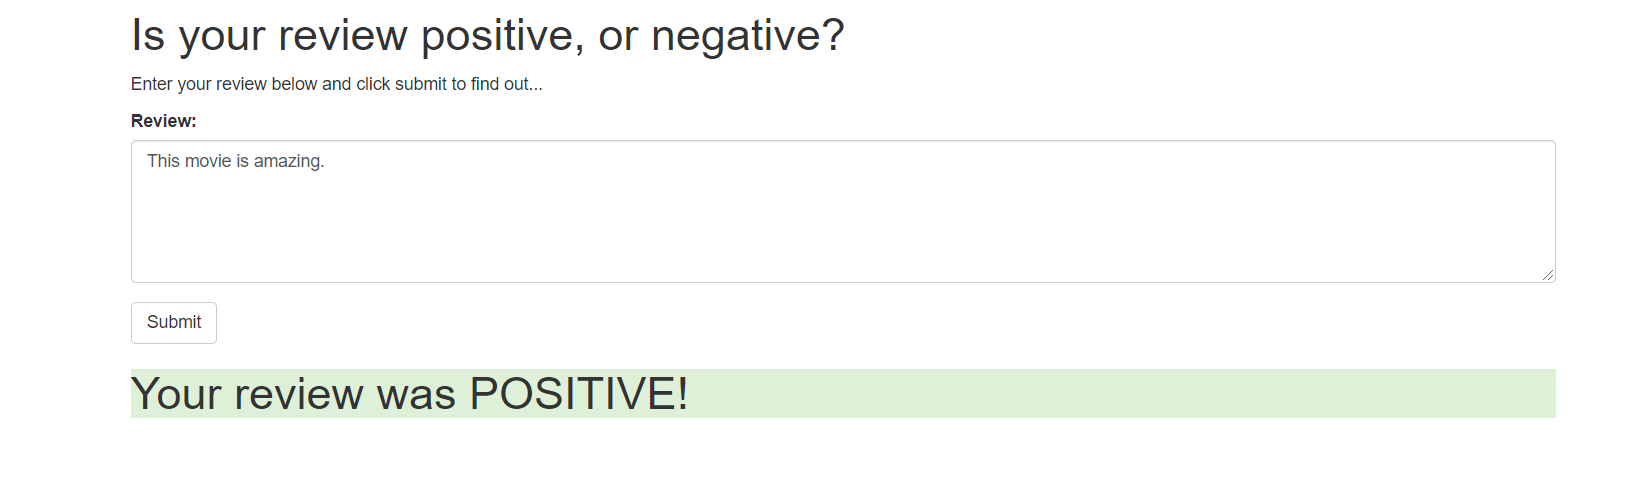 Is your review positive, or negative?
Enter your review below and click submit to find out...
Review:
This movie is amazing.
Submit
Your review was POSITIVE!